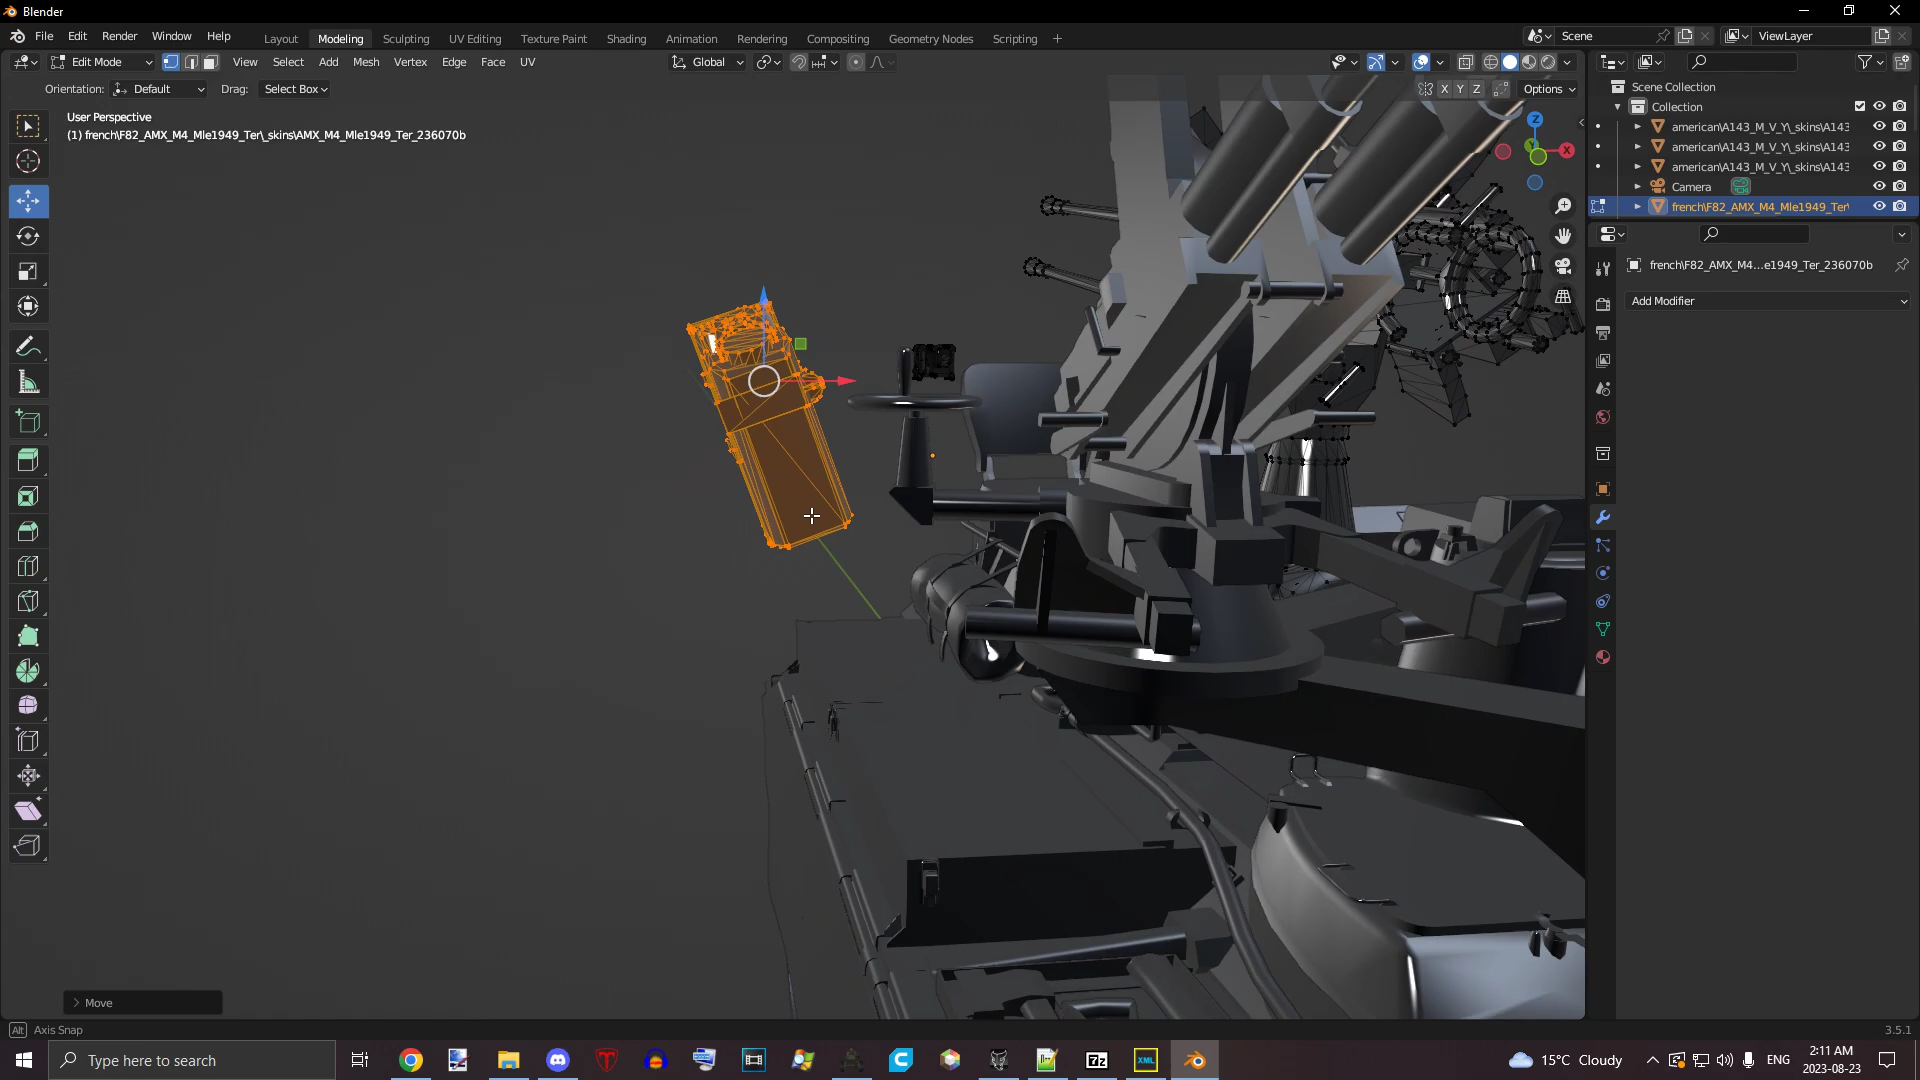 Blender
File Edit Render Window Help
Layout Modeling Sculpting UV Editing Texture Paint Shading Animation Rendering Compositing Geometry Nodes Scripting +
Scene
ViewLayer
Edit Mode View Select Add Mesh Vertex Edge Face UV
Global
Orientation: Default Drag: Select Box
X Y Z Options
User Perspective
(1) french\F82_AMX_M4_Mle1949_Ter\_skins\AMX_M4_Mle1949_Ter_236070b
Z
X
Y
Scene Collection
Collection
american\A143_M_V_Y\_skins\A143
american\A143_M_V_Y\_skins\A143
american\A143_M_V_Y\_skins\A143
Camera
french\F82_AMX_M4_Mle1949_Ter\
french\F82_AMX_M4...e1949_Ter_236070b
Add Modifier
Move
Alt Axis Snap
3.5.1
Type here to search
7z
XML
15°C Cloudy
ENG
2:11 AM
2023-08-23